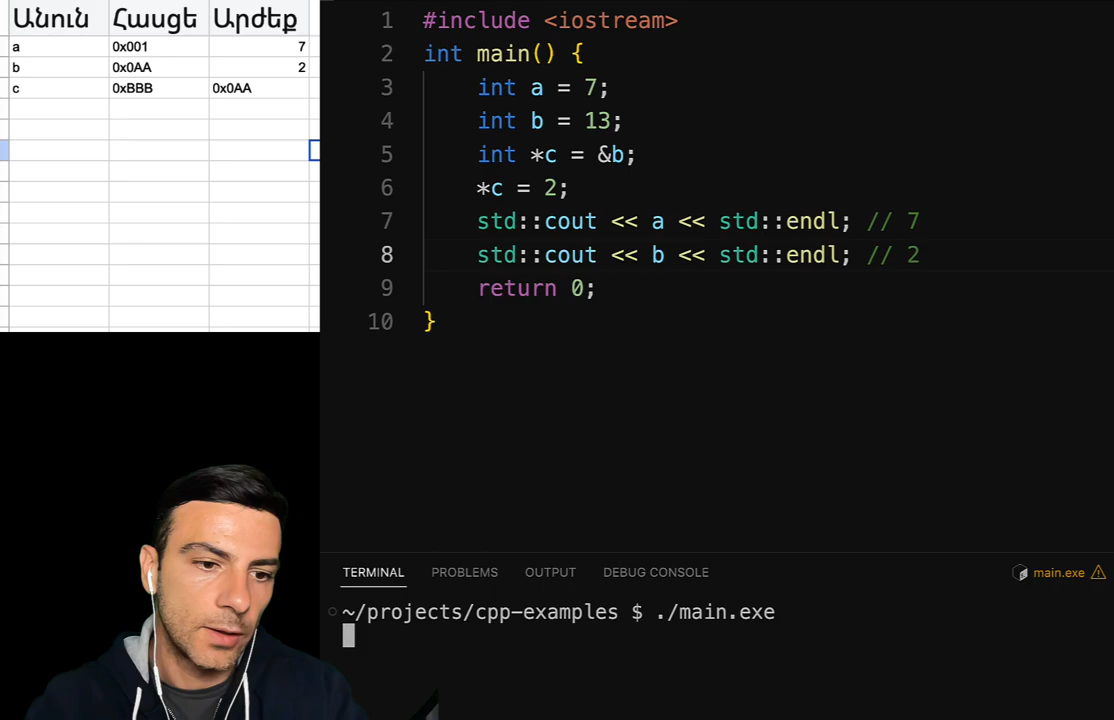 Անուն Հասցե Արժեք
a 0x001 7
b 0x0AA 2
c 0xBBB 0x0AA
1 #include <iostream>
2 int main() {
3 int a = 7;
4 int b = 13;
5 int *c = &b;
6 *c = 2;
7 std::cout << a << std::endl; // 7
8 std::cout << b << std::endl; // 2
9 return 0;
10 }
TERMINAL PROBLEMS OUTPUT DEBUG CONSOLE main.exe
~/projects/cpp-examples $ ./main.exe